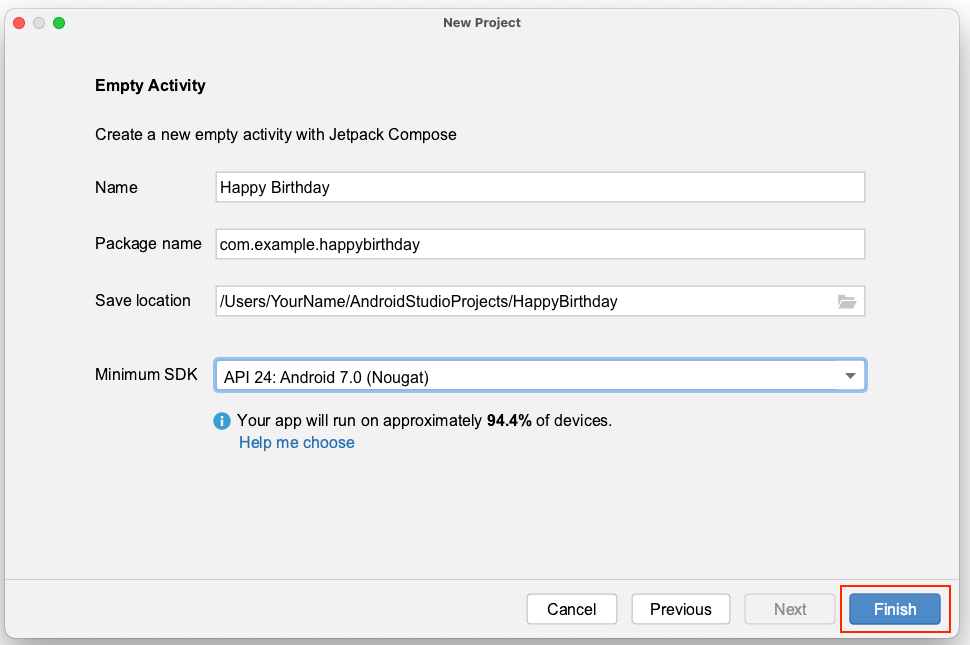 New Project
Empty Activity
Create a new empty activity with Jetpack Compose
Name
Happy Birthday
Package name
com.example.happybirthday
Save location
/Users/YourName/AndroidStudioProjects/HappyBirthday
Minimum SDK
API 24: Android 7.0 (Nougat)
Your app will run on approximately 94.4% of devices.
Help me choose
Cancel
Previous
Next
Finish